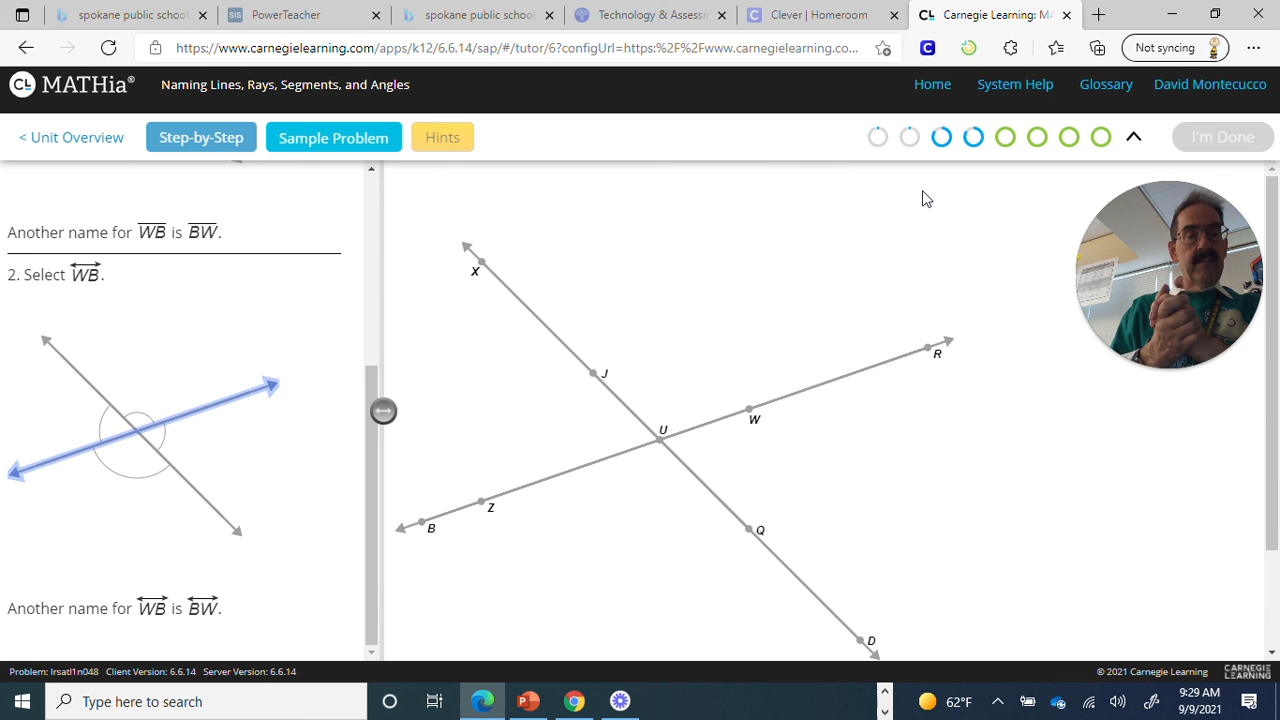 spokane public school
PowerTeacher
spokane public school
Technology & Assessm
Clever | Homeroom
Carnegie Learning: MA
https://www.carnegielearning.com/apps/k12/6.6.14/sap/#/tutor/6?configUrl=https:%2F%2Fwww.carnegielearning.co...
Not syncing
CL MATHia®
Naming Lines, Rays, Segments, and Angles
Home
System Help
Glossary
David Montecucco
< Unit Overview
Step-by-Step
Sample Problem
Hints
I'm Done
Another name for WB is BW.
2. Select WB.
Another name for WB is BW.
X
J
U
W
R
B
Z
Q
D
Problem: lrsatl1n048 Client Version: 6.6.14 Server Version: 6.6.14
© 2021 Carnegie Learning
CARNEGIE
LEARNING
Type here to search
62°F
9:29 AM
9/9/2021